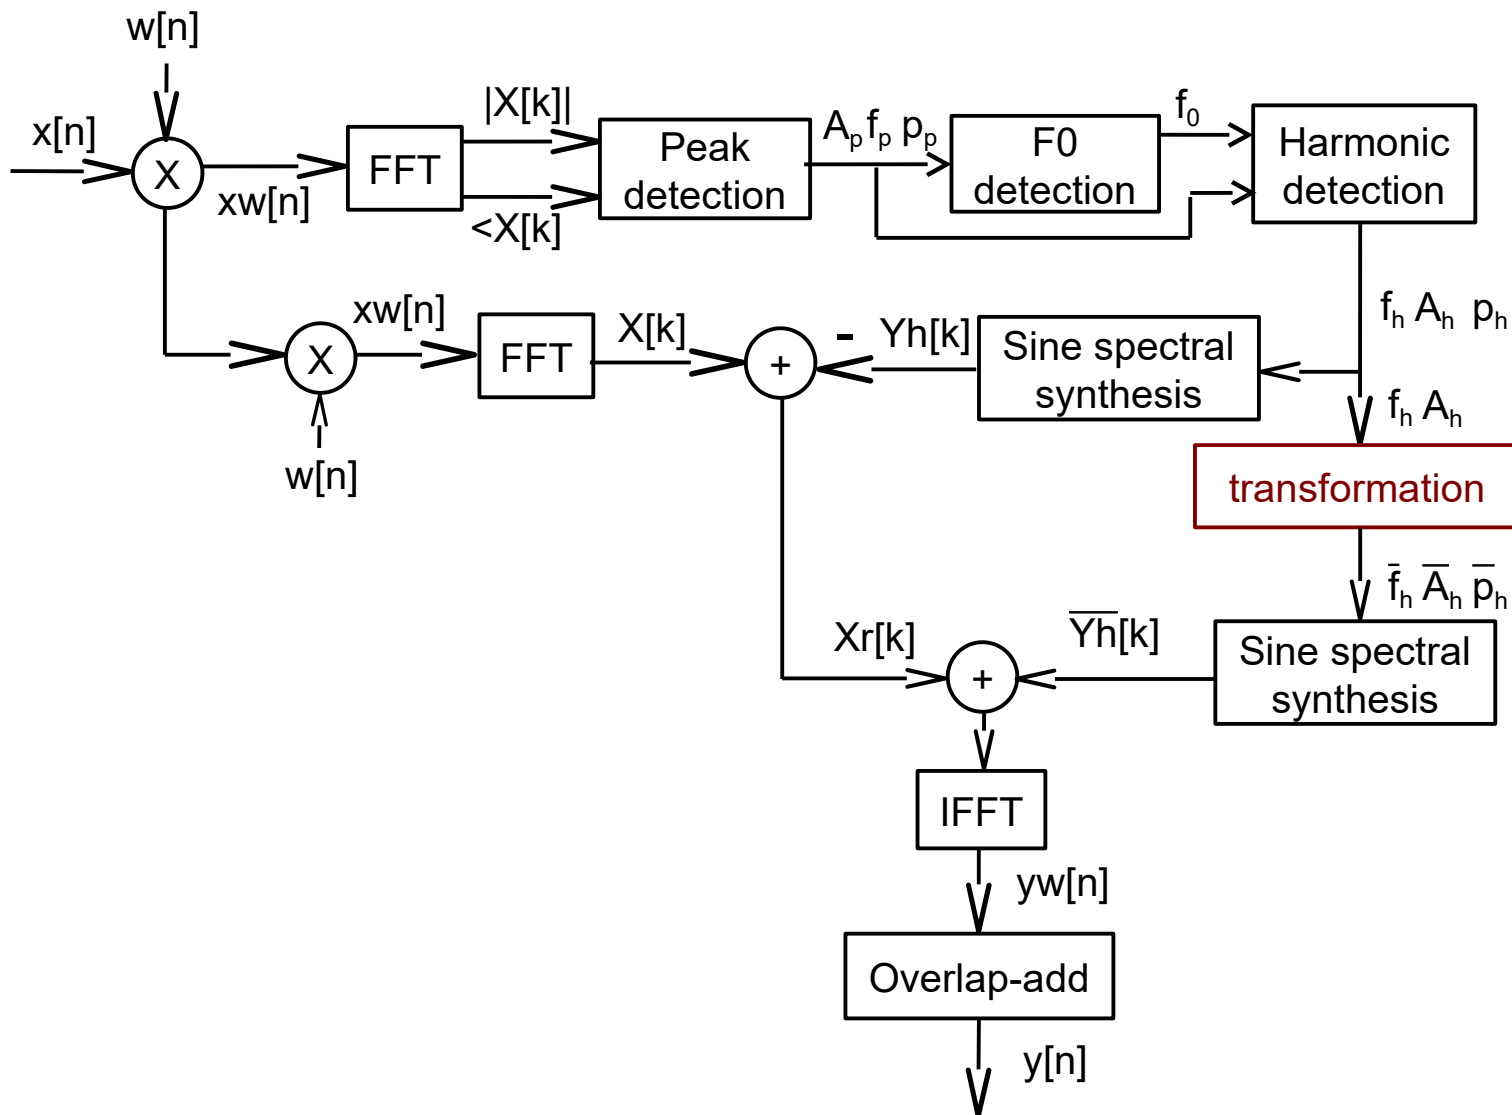 w[n]
x[n]
X
xw[n]
FFT
|X[k]|
<X[k]
Peak
detection
Aₚ fₚ pₚ
F0
detection
f₀
Harmonic
detection
fₕ Aₕ pₕ
xw[n]
X
w[n]
FFT
X[k]
+
-
Yh[k]
Sine spectral
synthesis
fₕ Aₕ
transformation
f̄ₕ A̅ₕ p̅ₕ
Sine spectral
synthesis
Xr[k]
+
Y̅h̅[k]
IFFT
yw[n]
Overlap-add
y[n]